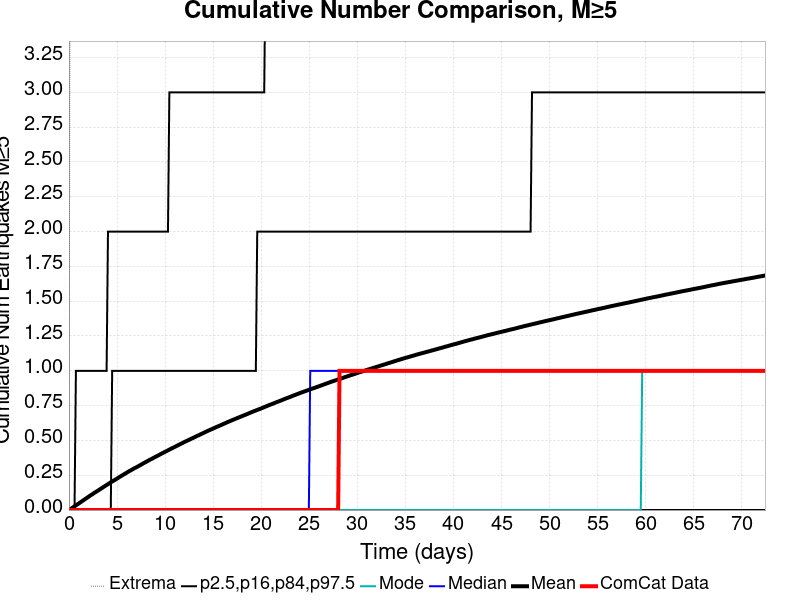 Cumulative Number Comparison, M≥5
Cumulative Num Earthquakes M≥5
3.25
3.00
2.75
2.50
2.25
2.00
1.75
1.50
1.25
1.00
0.75
0.50
0.25
0.00
0 5 10 15 20 25 30 35 40 45 50 55 60 65 70
Time (days)
Extrema p2.5,p16,p84,p97.5 Mode Median Mean ComCat Data